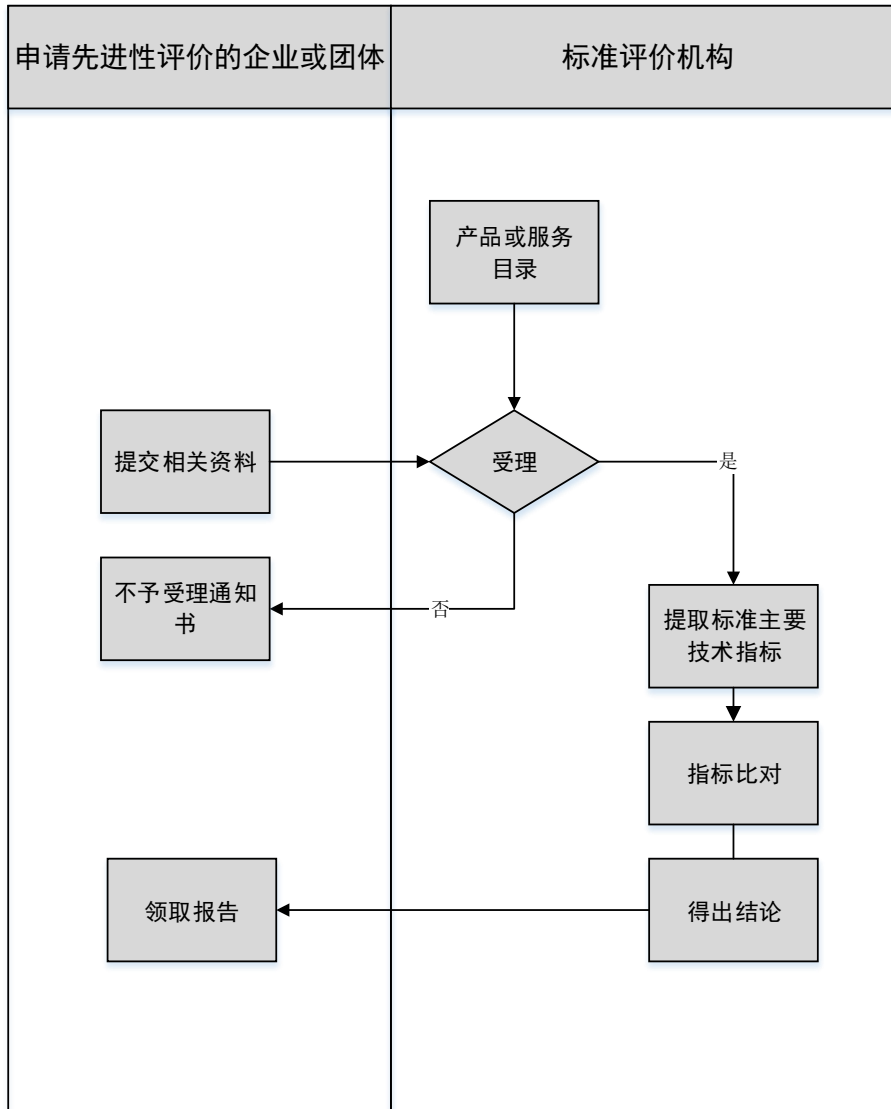 申请先进性评价的企业或团体
标准评价机构
产品或服务
目录
提交相关资料
受理
是
不予受理通知
书
否
提取标准主要
技术指标
指标比对
领取报告
得出结论